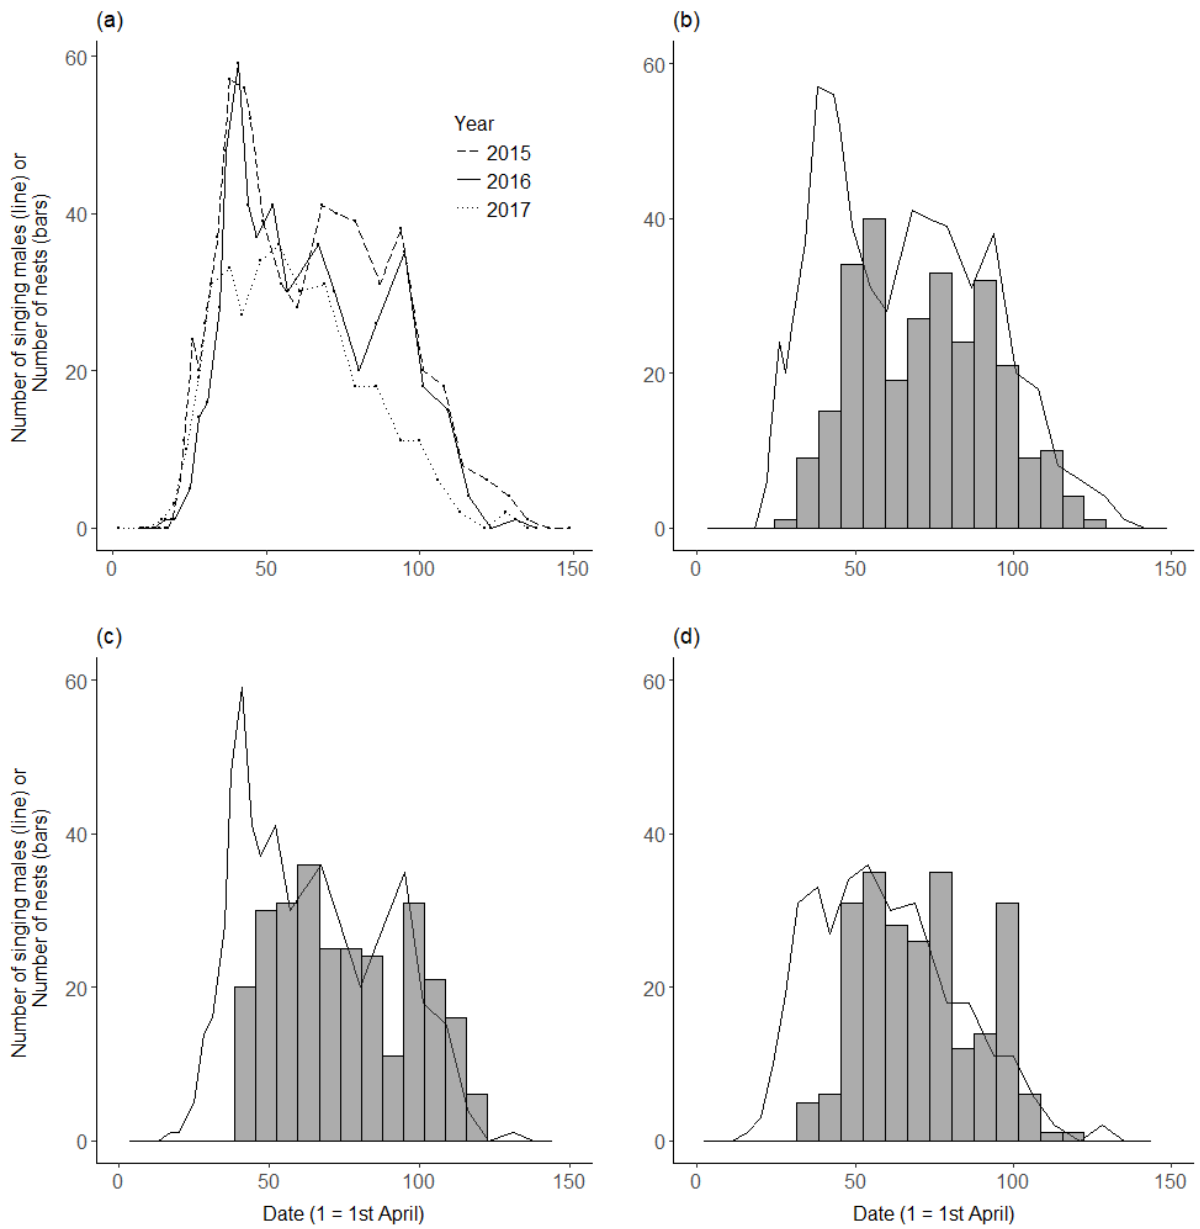 (a)
Number of singing males (line) or
Number of nests (bars)
60
40
20
0
Year
2015
2016
2017
0 50 100 150
(b)
60
40
20
0
0 50 100 150
(c)
Number of singing males (line) or
Number of nests (bars)
60
40
20
0
0 50 100 150
Date (1 = 1st April)
(d)
60
40
20
0
0 50 100 150
Date (1 = 1st April)